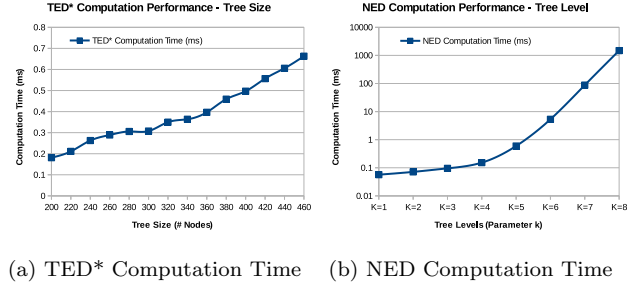 TED* Computation Performance - Tree Size
TED* Computation Time (ms)
Computation Time (ms)
0.8
0.7
0.6
0.5
0.4
0.3
0.2
0.1
0
200 220 240 260 280 300 320 340 360 380 400 420 440 460
Tree Size (# Nodes)
(a) TED* Computation Time
NED Computation Performance - Tree Level
NED Computation Time (ms)
Computation Time (ms)
10000
1000
100
10
1
0.1
0.01
K=1 K=2 K=3 K=4 K=5 K=6 K=7 K=8
Tree Levels (Parameter k)
(b) NED Computation Time